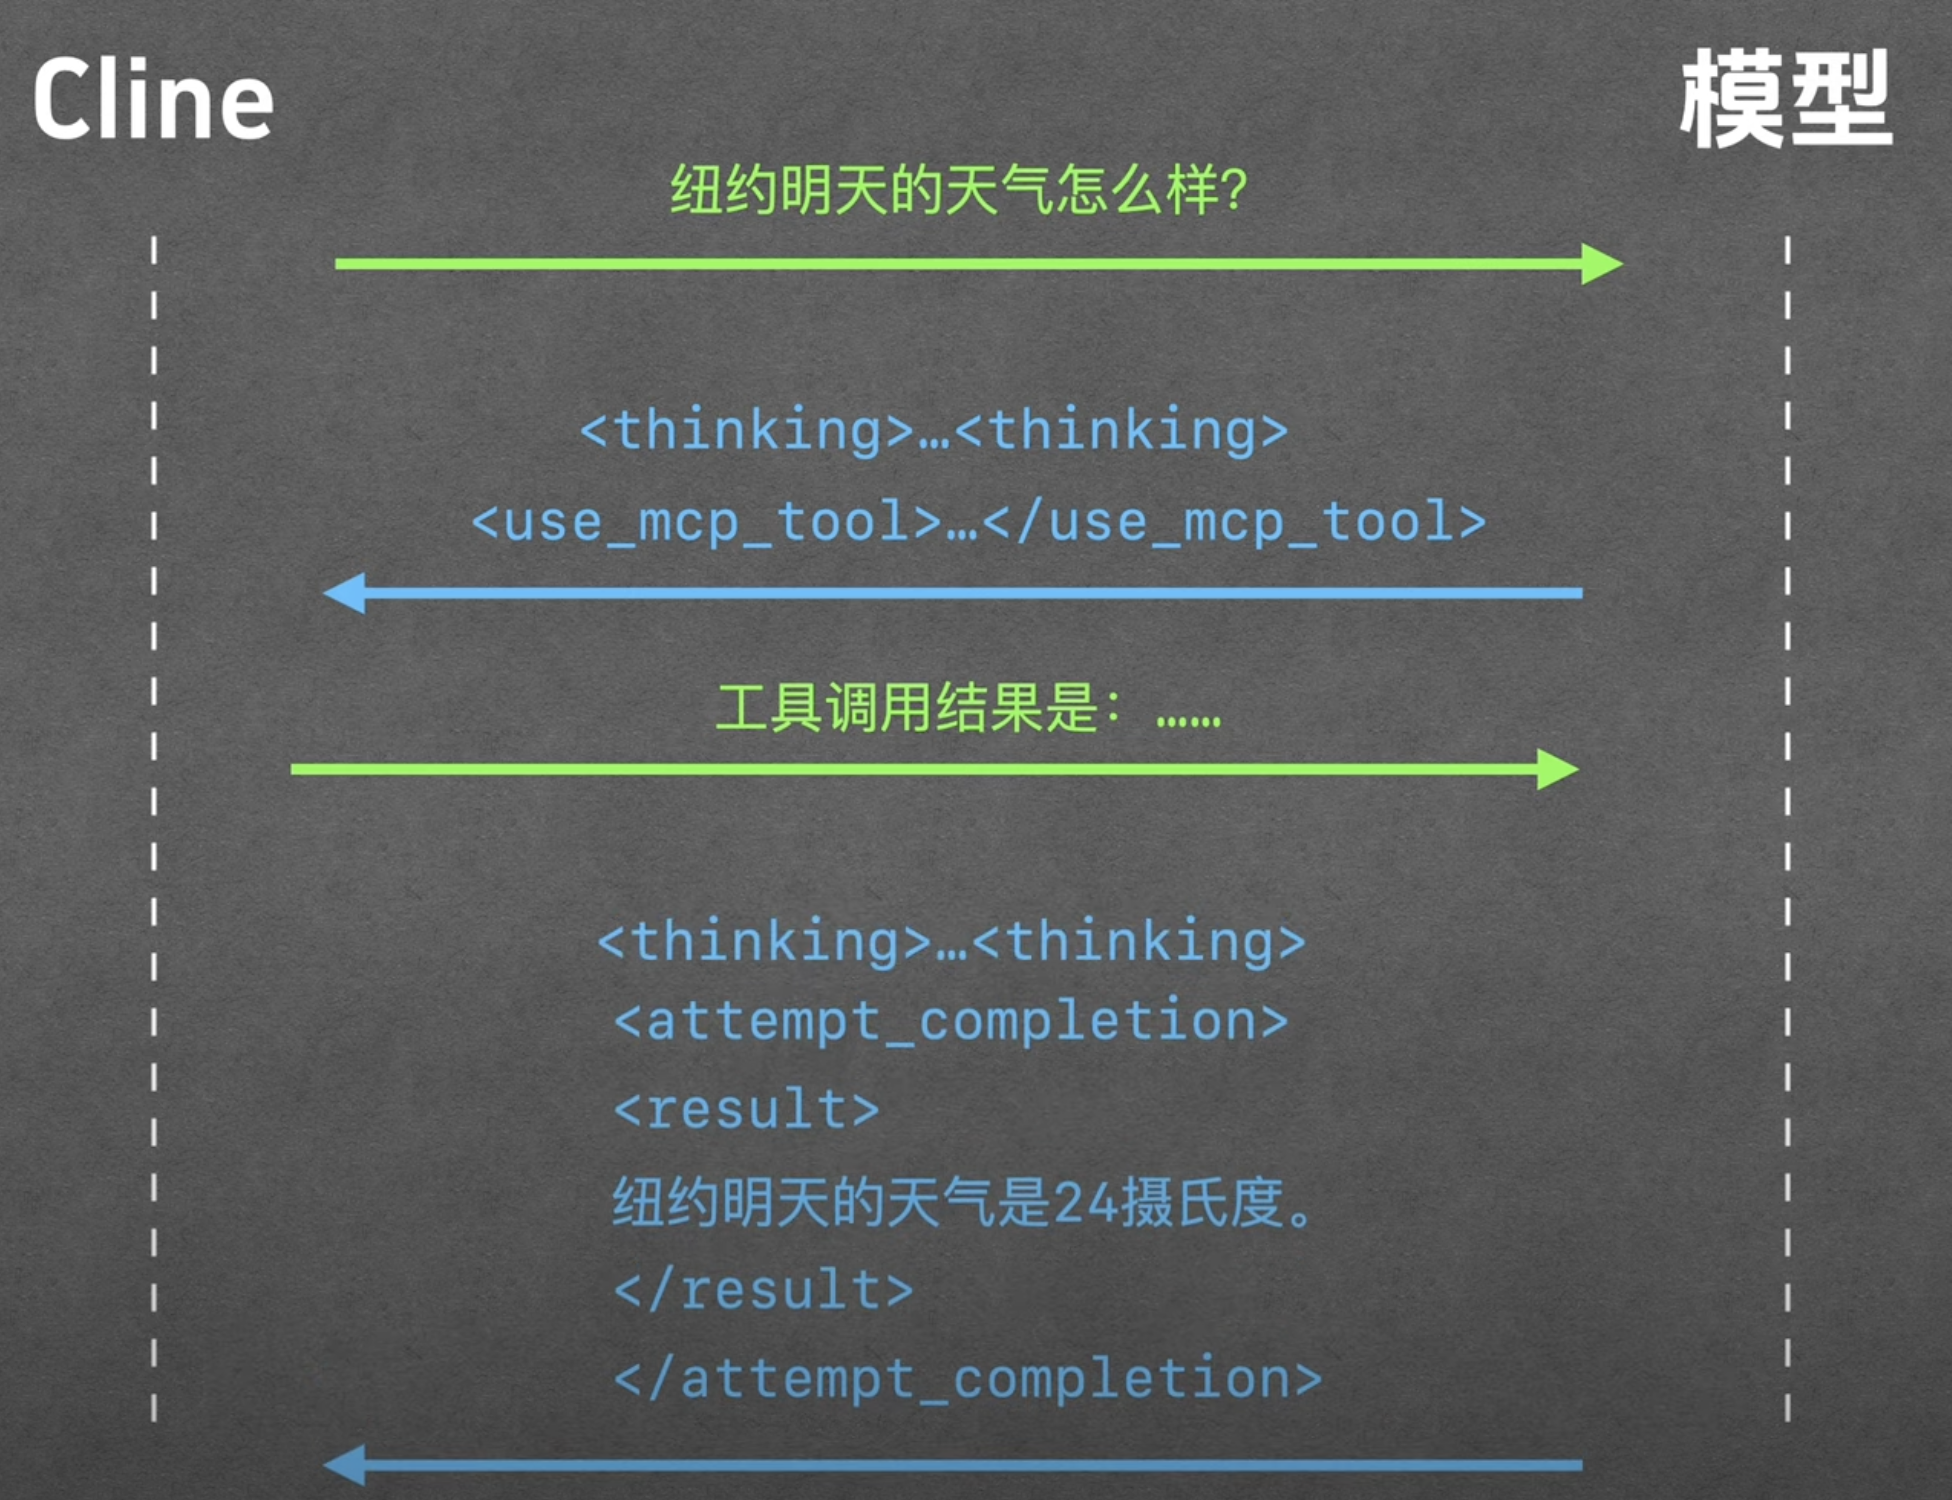 Cline
模型
纽约明天的天气怎么样?
<thinking>…<thinking>
<use_mcp_tool>…</use_mcp_tool>
工具调用结果是：……
<thinking>…<thinking>
<attempt_completion>
<result>
纽约明天的天气是24摄氏度。
</result>
</attempt_completion>